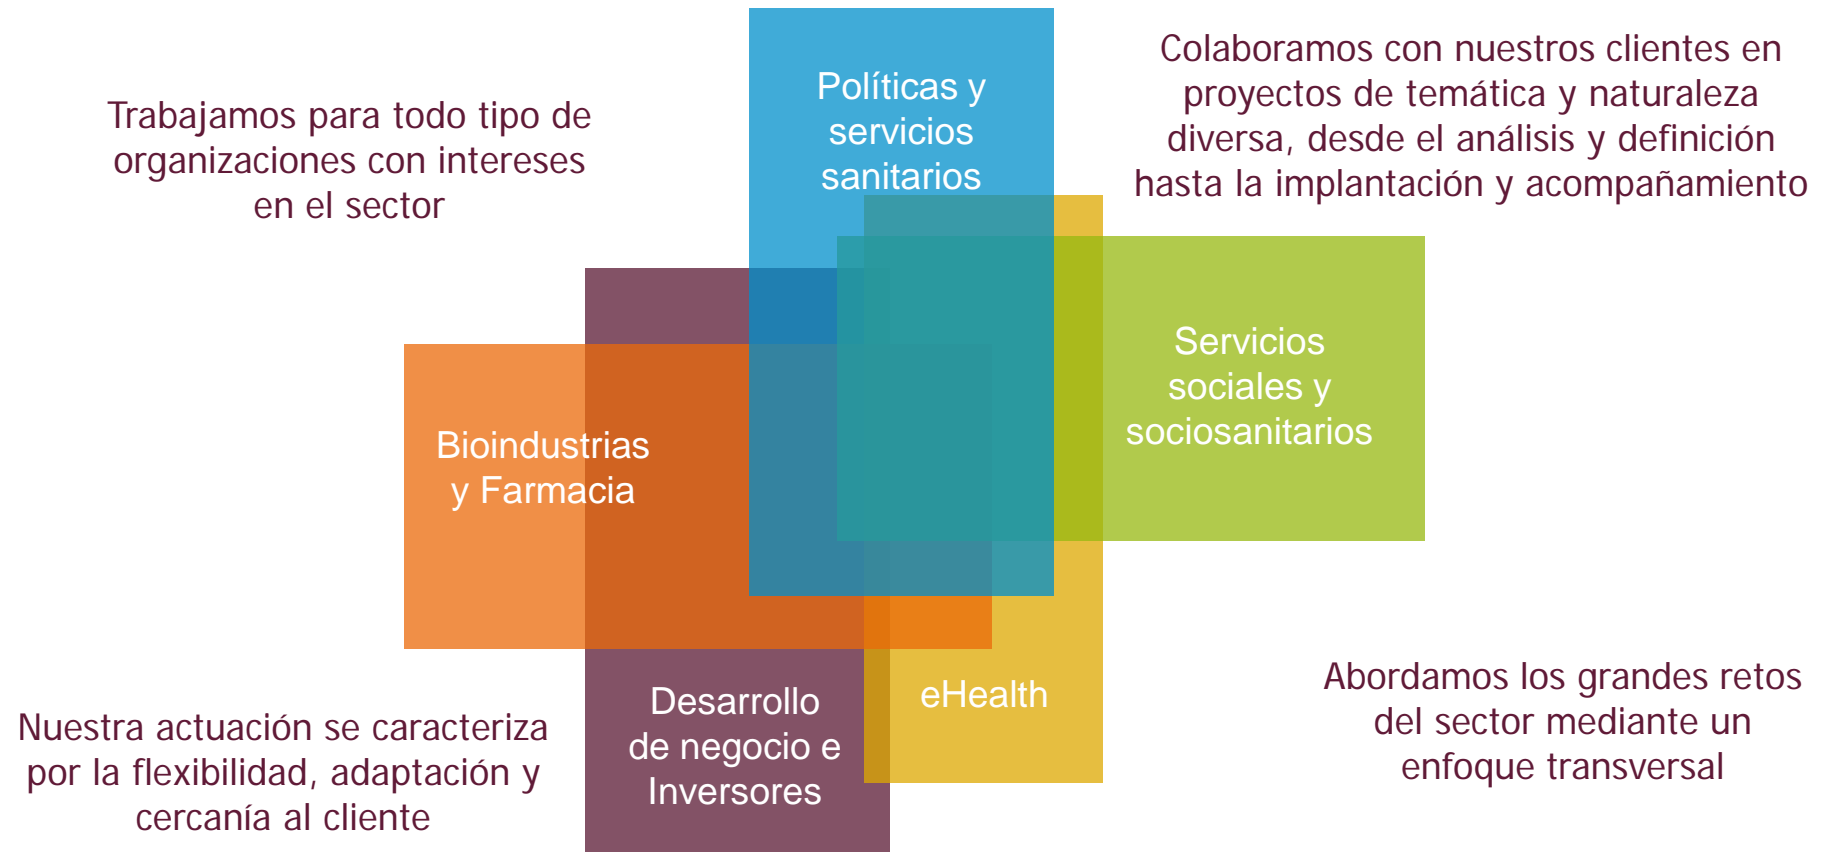 Trabajamos para todo tipo de
organizaciones con intereses
en el sector
Políticas y
servicios
sanitarios
Colaboramos con nuestros clientes en
proyectos de temática y naturaleza
diversa, desde el análisis y definición
hasta la implantación y acompañamiento
Bioindustrias
y Farmacia
Servicios
sociales y
sociosanitarios
Nuestra actuación se caracteriza
por la flexibilidad, adaptación y
cercanía al cliente
Desarrollo
de negocio e
Inversores
eHealth
Abordamos los grandes retos
del sector mediante un
enfoque transversal